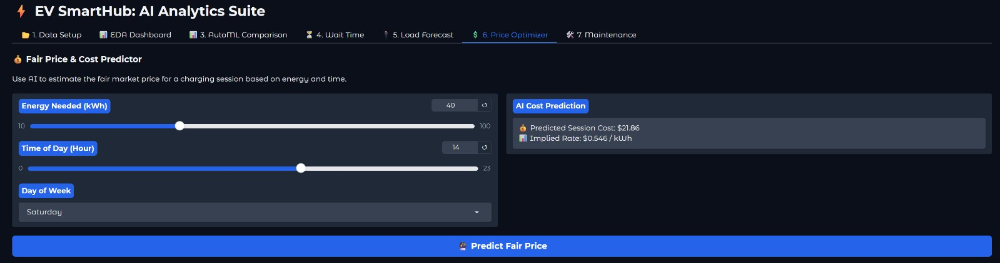 EV SmartHub: AI Analytics Suite
1. Data Setup
EDA Dashboard
3. AutoML Comparison
4. Wait Time
5. Load Forecast
$ 6. Price Optimizer
7. Maintenance
Fair Price & Cost Predictor
Use AI to estimate the fair market price for a charging session based on energy and time.
Energy Needed (kWh)
40
10
100
Time of Day (Hour)
14
0
23
Day of Week
Saturday
AI Cost Prediction
Predicted Session Cost: $21.86
Implied Rate: $0.546 / kWh
Predict Fair Price